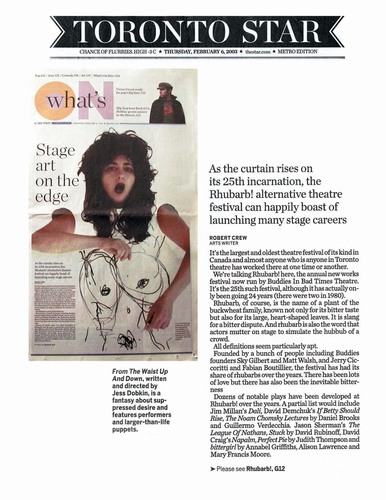 TORONTO STAR
CHANCE OF FLURRIES. HIGH -3 C ✦ THURSDAY, FEBRUARY 6, 2003 ✦ thestar.com ✦ METRO EDITION
what's ON
Stage
art
on the
edge
As the curtain rises on
its 25th incarnation, the
Rhubarb! alternative theatre
festival can happily boast of
launching many stage careers
ROBERT CREW
ARTS WRITER
It's the largest and oldest theatre festival of its kind in
Canada and almost anyone who is anyone in Toronto
theatre has worked there at one time or another.
We're talking Rhubarb! here, the annual new works
festival now run by Buddies In Bad Times Theatre.
It's the 25th such festival, although it has actually on-
ly been going 24 years (there were two in 1980).
Rhubarb, of course, is the name of a plant of the
buckwheat family, known not only for its bitter taste
but also for its large, heart-shaped leaves. It is slang
for a bitter dispute. And rhubarb is also the word that
actors mutter on stage to simulate the hubbub of a
crowd.
All definitions seem particularly apt.
Founded by a bunch of people including Buddies
founders Sky Gilbert and Matt Walsh, and Jerry Cic-
coritti and Fabian Boutillier, the festival has had its
share of rhubarbs over the years. There has been lots
of love but there has also been the inevitable bitter-
ness
Dozens of notable plays have been developed at
Rhubarb! over the years. A partial list would include
Jim Millan's Dali, David Demchuk's If Betty Should
Rise, The Noam Chomsky Lectures by Daniel Brooks
and Guillermo Verdecchia. Jason Sherman's The
League Of Nathans, Stuck by David Rubinoff, David
Craig's Napalm, Perfect Pie by Judith Thompson and
bittergirl by Annabel Griffiths, Alison Lawrence and
Mary Francis Moore.
➤ Please see Rhubarb!, G12
From The Waist Up
And Down, written
and directed by
Jess Dobkin, is a
fantasy about sup-
pressed desire and
features performers
and larger-than-life
puppets.